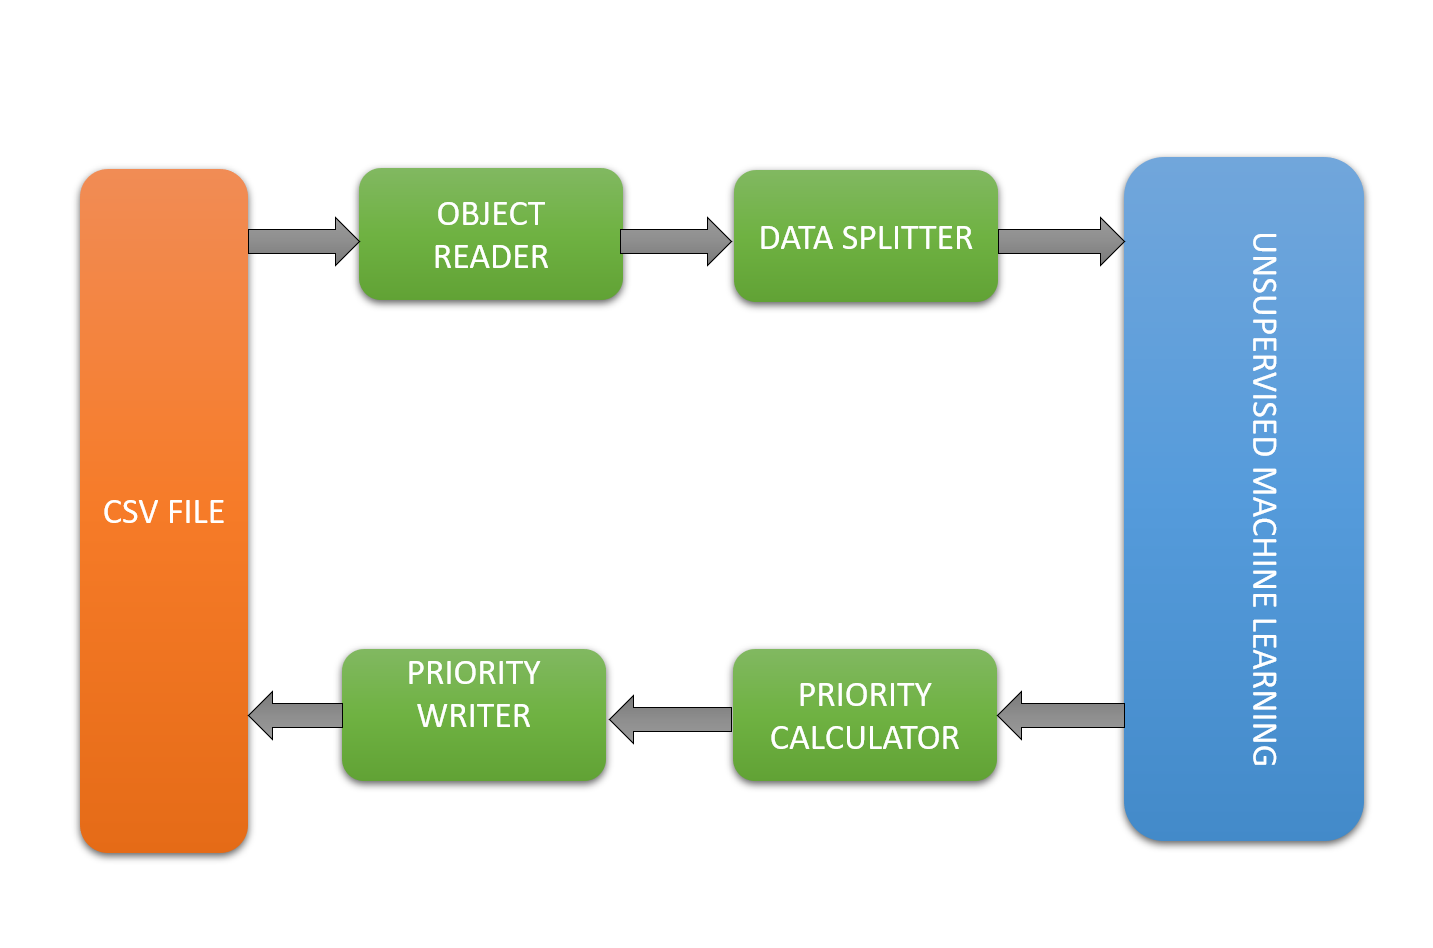 OBJECT
READER
DATA SPLITTER
UNSUPERVISED MACHINE LEARNING
CSV FILE
PRIORITY
WRITER
PRIORITY
CALCULATOR